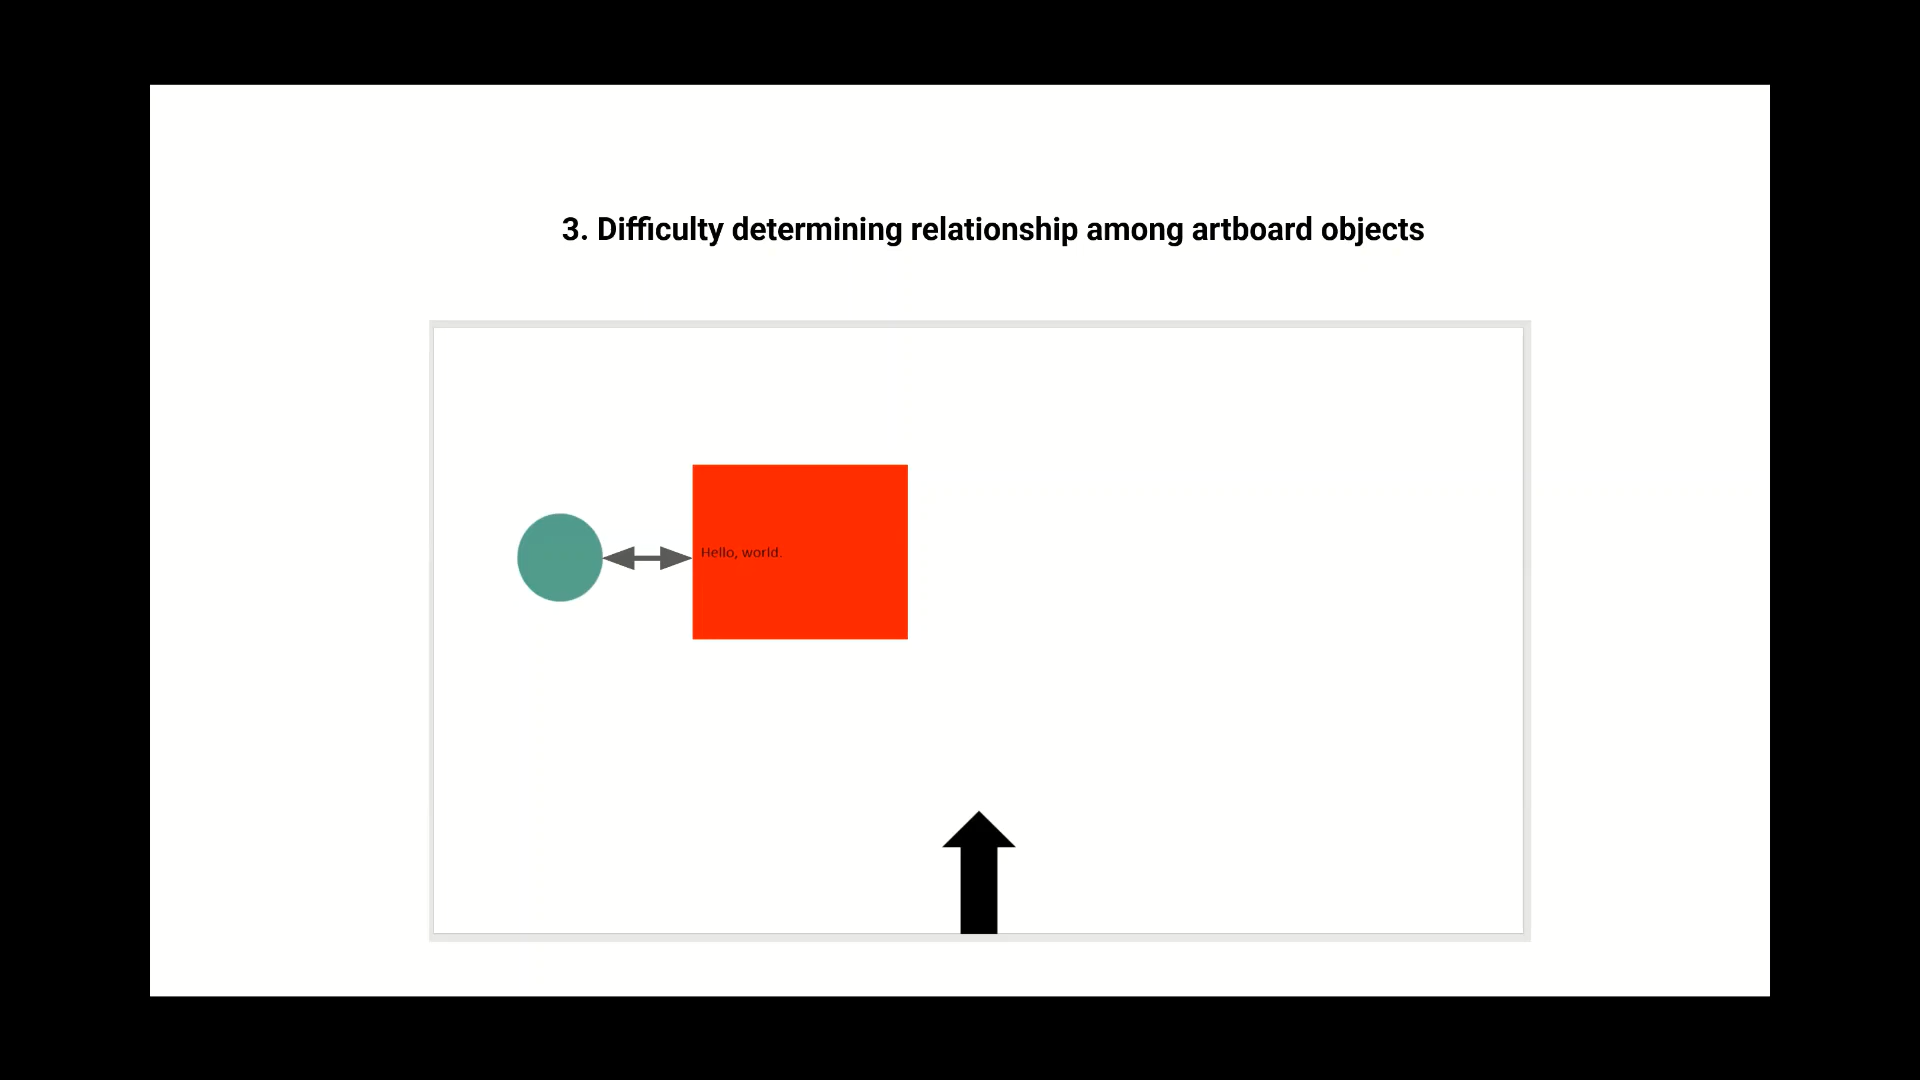 3. Difficulty determining relationship among artboard objects
Hello, world.